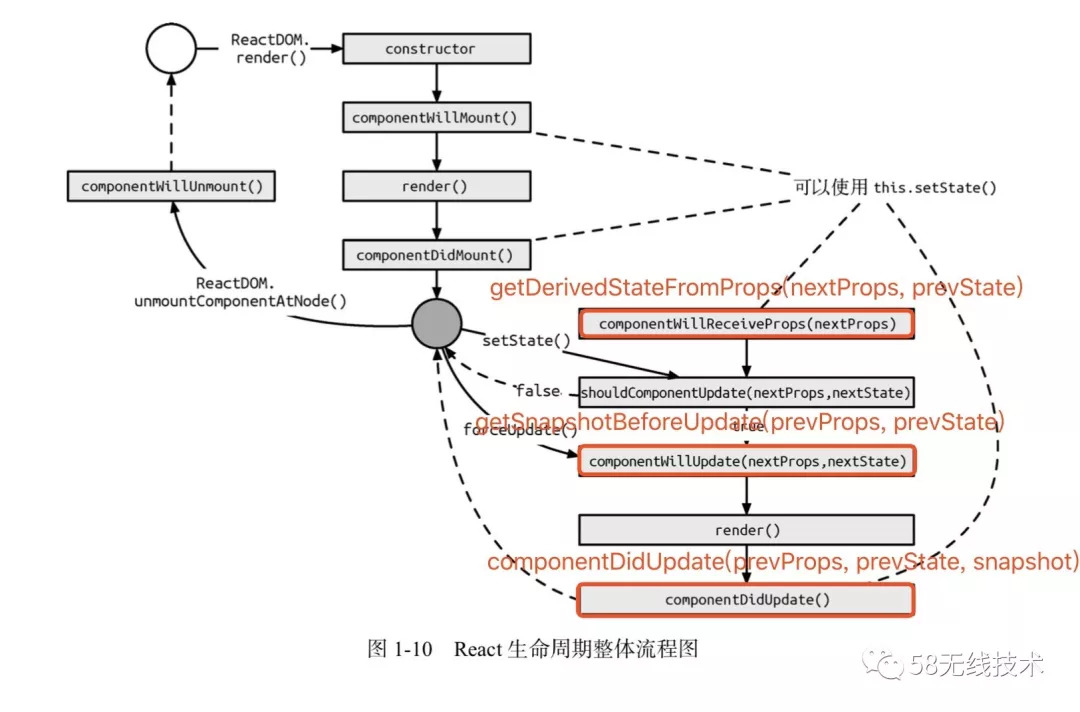 ReactDOM.
render()
constructor
componentWillMount()
componentWillUnmount()
render()
可以使用 this.setState()
componentDidMount()
ReactDOM.
unmountComponentAtNode()
getDerivedStateFromProps(nextProps, prevState)
componentWillReceiveProps(nextProps)
setState()
false
shouldComponentUpdate(nextProps,nextState)
getSnapshotBeforeUpdate(prevProps, prevState)
true
forceUpdate()
componentWillUpdate(nextProps,nextState)
render()
componentDidUpdate(prevProps, prevState, snapshot)
componentDidUpdate()
图 1-10 React 生命周期整体流程图
58无线技术